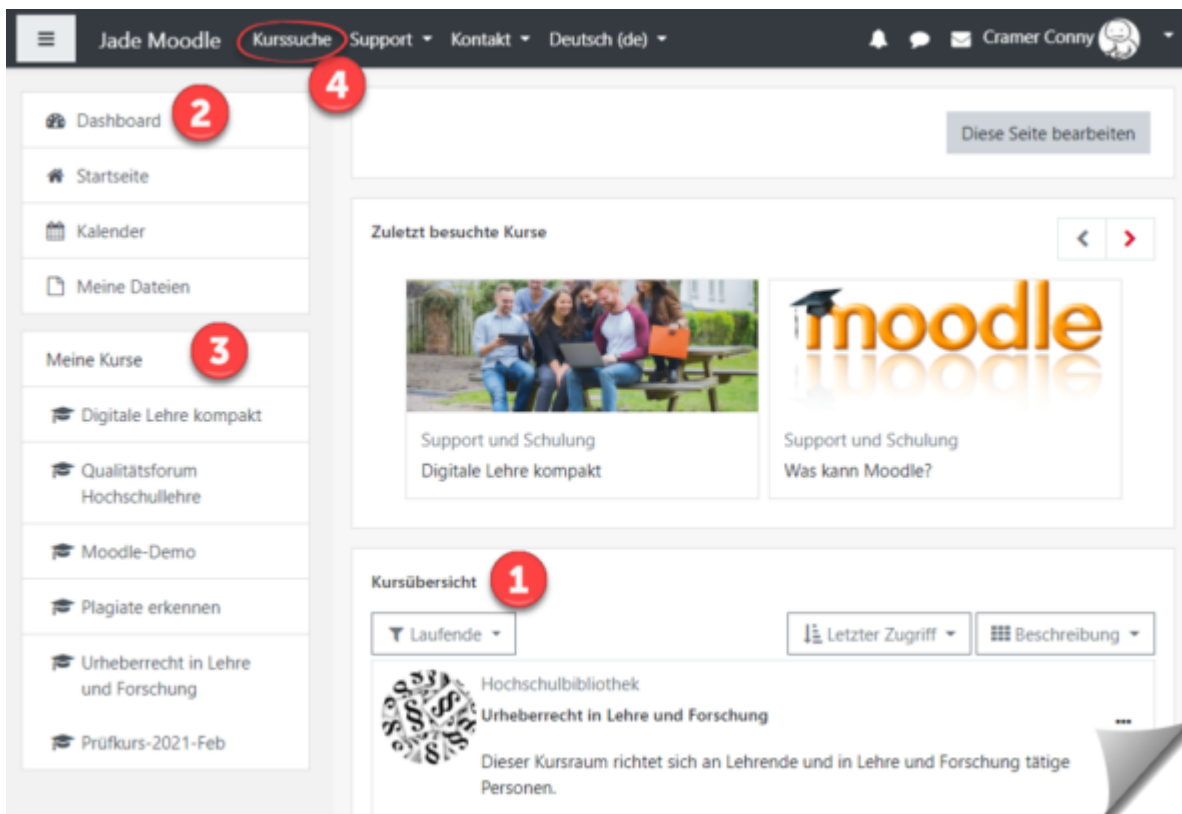 Jade Moodle Kurssuche Support Kontakt Deutsch (de) Cramer Conny
4
Dashboard 2
Startseite
Kalender
Meine Dateien
Meine Kurse 3
Digitale Lehre kompakt
Qualitätsforum
Hochschullehre
Moodle-Demo
Plagiate erkennen
Urheberrecht in Lehre
und Forschung
Prüfkurs-2021-Feb
Diese Seite bearbeiten
Zuletzt besuchte Kurse
Support und Schulung
Digitale Lehre kompakt
moodle
Support und Schulung
Was kann Moodle?
Kursübersicht 1
Laufende Letzter Zugriff Beschreibung
Hochschulbibliothek
Urheberrecht in Lehre und Forschung
Dieser Kursraum richtet sich an Lehrende und in Lehre und Forschung tätige
Personen.